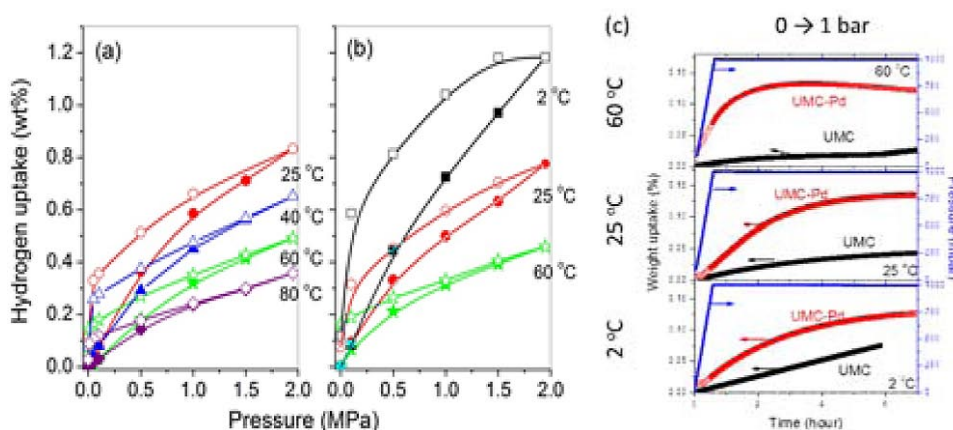 (a)
(b)
(c)
0 → 1 bar
Hydrogen uptake (wt%)
1.2
1.0
0.8
0.6
0.4
0.2
0.0
25 °C
40 °C
60 °C
80 °C
2 °C
25 °C
60 °C
0.0 0.5 1.0 1.5 2.0
0.0 0.5 1.0 1.5 2.0
Pressure (MPa)
60 °C
25 °C
2 °C
Weight uptake (%)
60 °C
UMC-Pd
UMC
UMC-Pd
UMC
25 °C
UMC-Pd
UMC
2 °C
2 4 6
Time (hour)